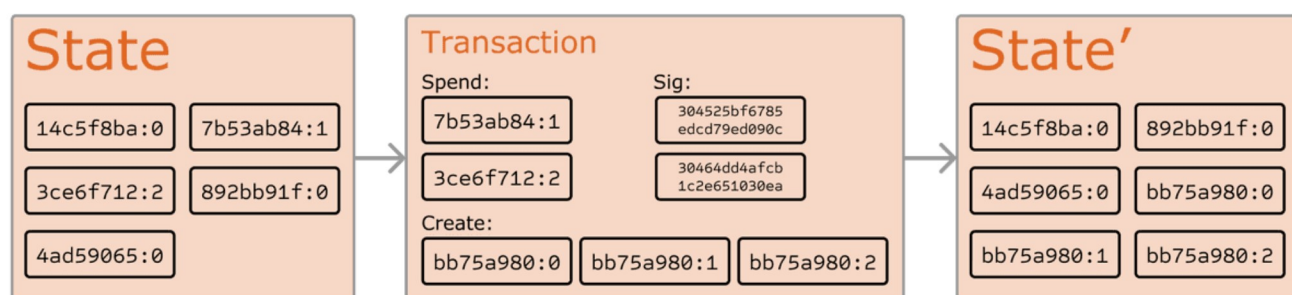 State
14c5f8ba:0 7b53ab84:1
3ce6f712:2 892bb91f:0
4ad59065:0
Transaction
Spend: Sig:
7b53ab84:1
304525bf6785
edcd79ed090c
3ce6f712:2
30464dd4afcb
1c2e651030ea
Create:
bb75a980:0 bb75a980:1 bb75a980:2
State′
14c5f8ba:0 892bb91f:0
4ad59065:0 bb75a980:0
bb75a980:1 bb75a980:2